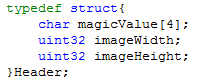 typedef struct{
    char magicValue[4];
    uint32 imageWidth;
    uint32 imageHeight;
}Header;